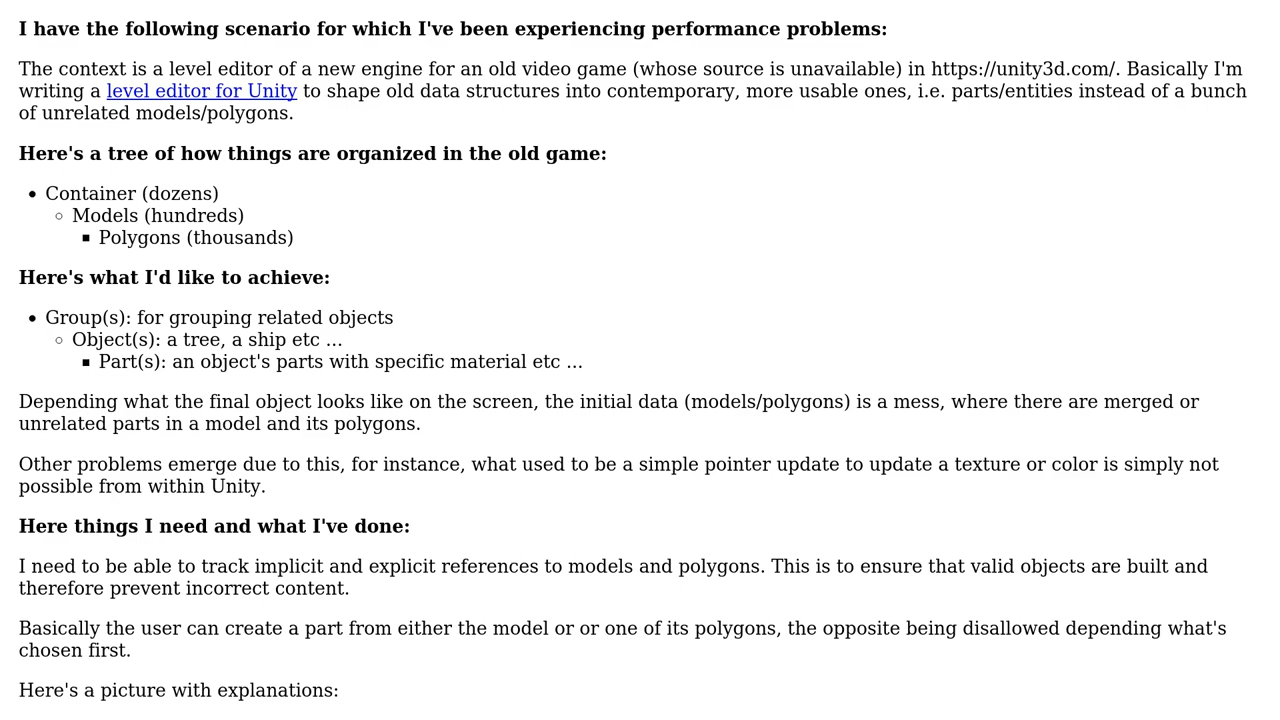 I have the following scenario for which I've been experiencing performance problems:
The context is a level editor of a new engine for an old video game (whose source is unavailable) in https://unity3d.com/. Basically I'm
writing a level editor for Unity to shape old data structures into contemporary, more usable ones, i.e. parts/entities instead of a bunch
of unrelated models/polygons.
Here's a tree of how things are organized in the old game:
Container (dozens)
Models (hundreds)
Polygons (thousands)
Here's what I'd like to achieve:
Group(s): for grouping related objects
Object(s): a tree, a ship etc ...
Part(s): an object's parts with specific material etc ...
Depending what the final object looks like on the screen, the initial data (models/polygons) is a mess, where there are merged or
unrelated parts in a model and its polygons.
Other problems emerge due to this, for instance, what used to be a simple pointer update to update a texture or color is simply not
possible from within Unity.
Here things I need and what I've done:
I need to be able to track implicit and explicit references to models and polygons. This is to ensure that valid objects are built and
therefore prevent incorrect content.
Basically the user can create a part from either the model or or one of its polygons, the opposite being disallowed depending what's
chosen first.
Here's a picture with explanations: